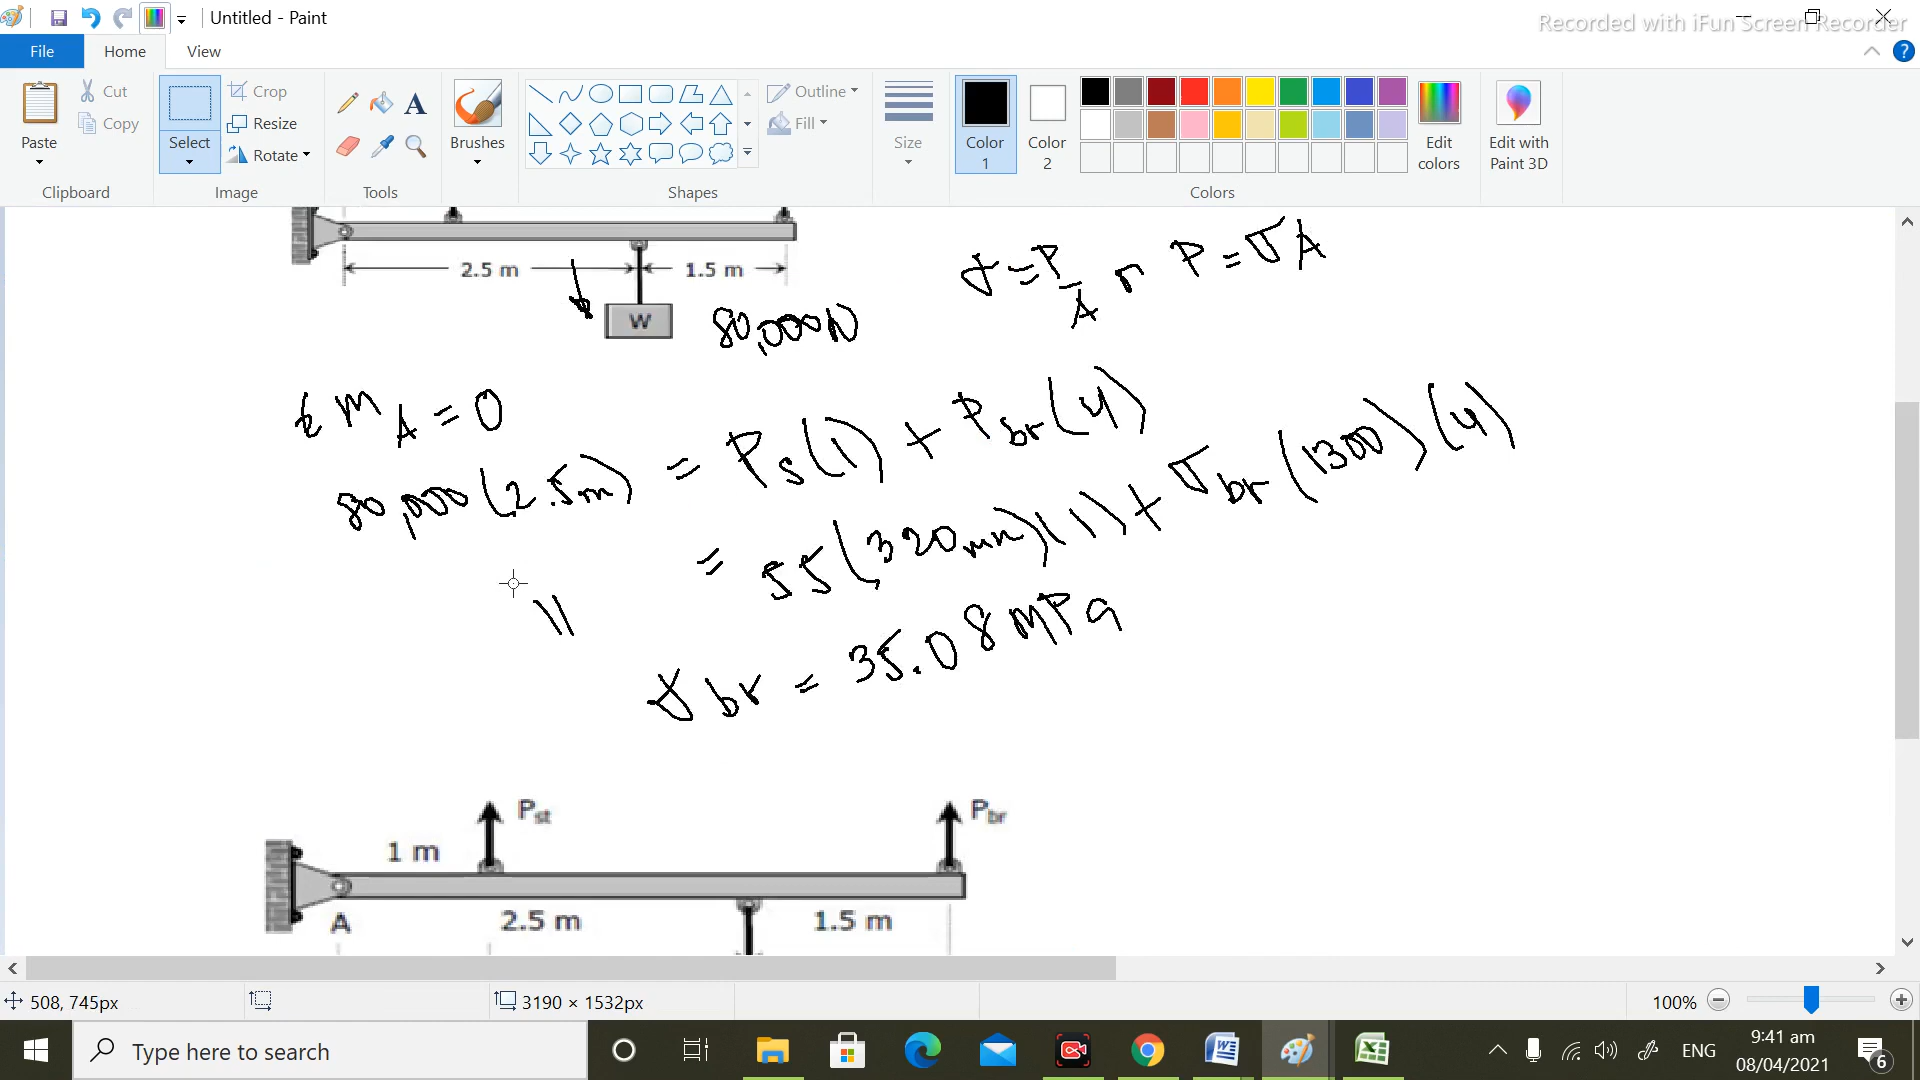 Untitled - Paint
Recorded with iFun Screen Recorder
File Home View
Paste Cut Copy Clipboard
Select Crop Resize Rotate Image
Tools
Brushes
Shapes Outline Fill
Size
Color 1
Color 2
Colors
Edit colors
Edit with Paint 3D
2.5 m 1.5 m
W 80,000N
σ = P/A or P = σA
ΣM_A = 0
80,000(2.5m) = Ps(1) + Pbr(4)
= 55(320mm)(1) + σbr(1300)(4)
σbr = 35.08 MPa
Pst Pbr
1 m
A 2.5 m 1.5 m
508, 745px 3190 × 1532px 100%
Type here to search
ENG 9:41 am
08/04/2021 6